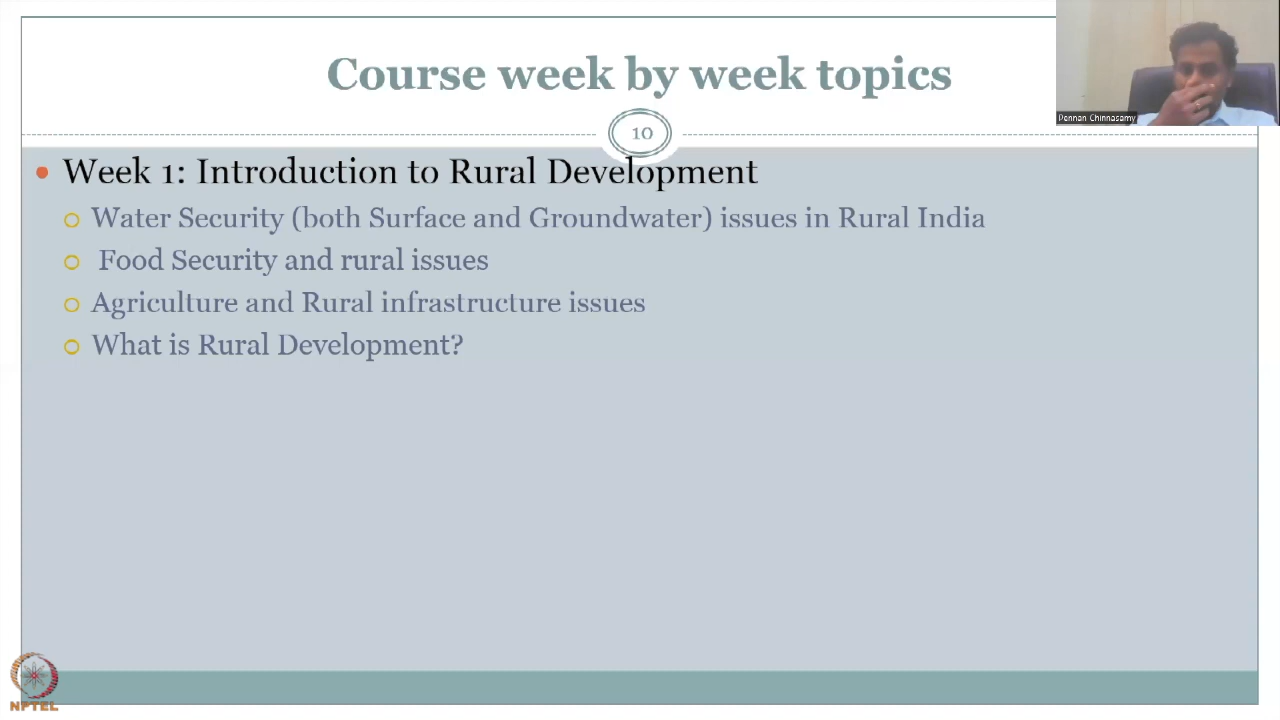 Course week by week topics
Pennan Chinnasamy
10
Week 1: Introduction to Rural Development
Water Security (both Surface and Groundwater) issues in Rural India
Food Security and rural issues
Agriculture and Rural infrastructure issues
What is Rural Development?
NPTEL